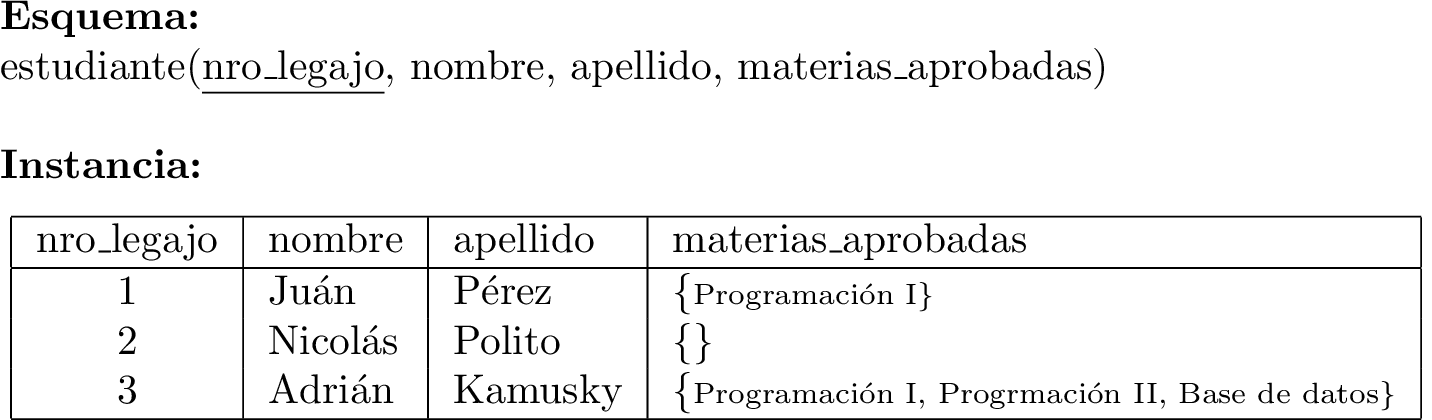 Esquema:
estudiante(nro_legajo, nombre, apellido, materias_aprobadas)
Instancia:
nro_legajo nombre apellido materias_aprobadas
1 Juán Pérez {Programación I}
2 Nicolás Polito {}
3 Adrián Kamusky {Programación I, Progrmación II, Base de datos}